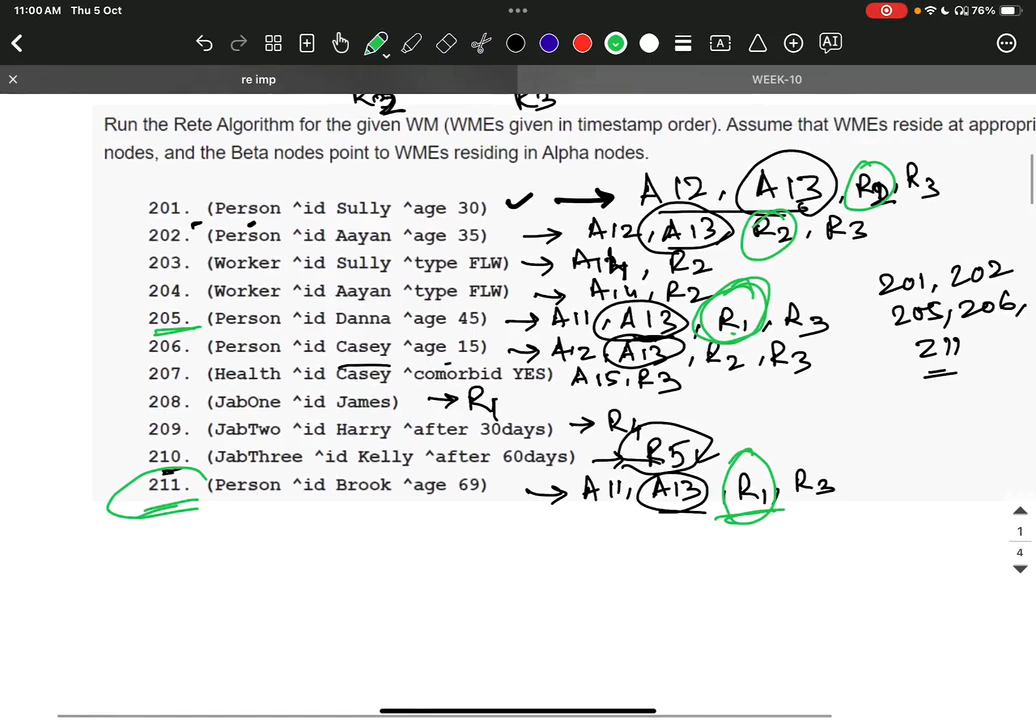 11:00 AM Thu 5 Oct
76%
A
AI
re imp
WEEK-10
R3
Run the Rete Algorithm for the given WM (WMEs given in timestamp order). Assume that WMEs reside at appropri
nodes, and the Beta nodes point to WMEs residing in Alpha nodes.
201. (Person ^id Sully ^age 30) → A12, A13, R2, R3
202. (Person ^id Aayan ^age 35) → A12, A13, R2, R3
203. (Worker ^id Sully ^type FLW) → A14, R2
204. (Worker ^id Aayan ^type FLW) → A14, R2
205. (Person ^id Danna ^age 45) → A11, A13, R1, R3
206. (Person ^id Casey ^age 15) → A12, A13, R2, R3
207. (Health ^id Casey ^comorbid YES) A15, R3
208. (JabOne ^id James) → R4
209. (JabTwo ^id Harry ^after 30days) → R4
210. (JabThree ^id Kelly ^after 60days) → R5
211. (Person ^id Brook ^age 69) → A11, A13, R1, R3
201, 202
205, 206,
211
1
4